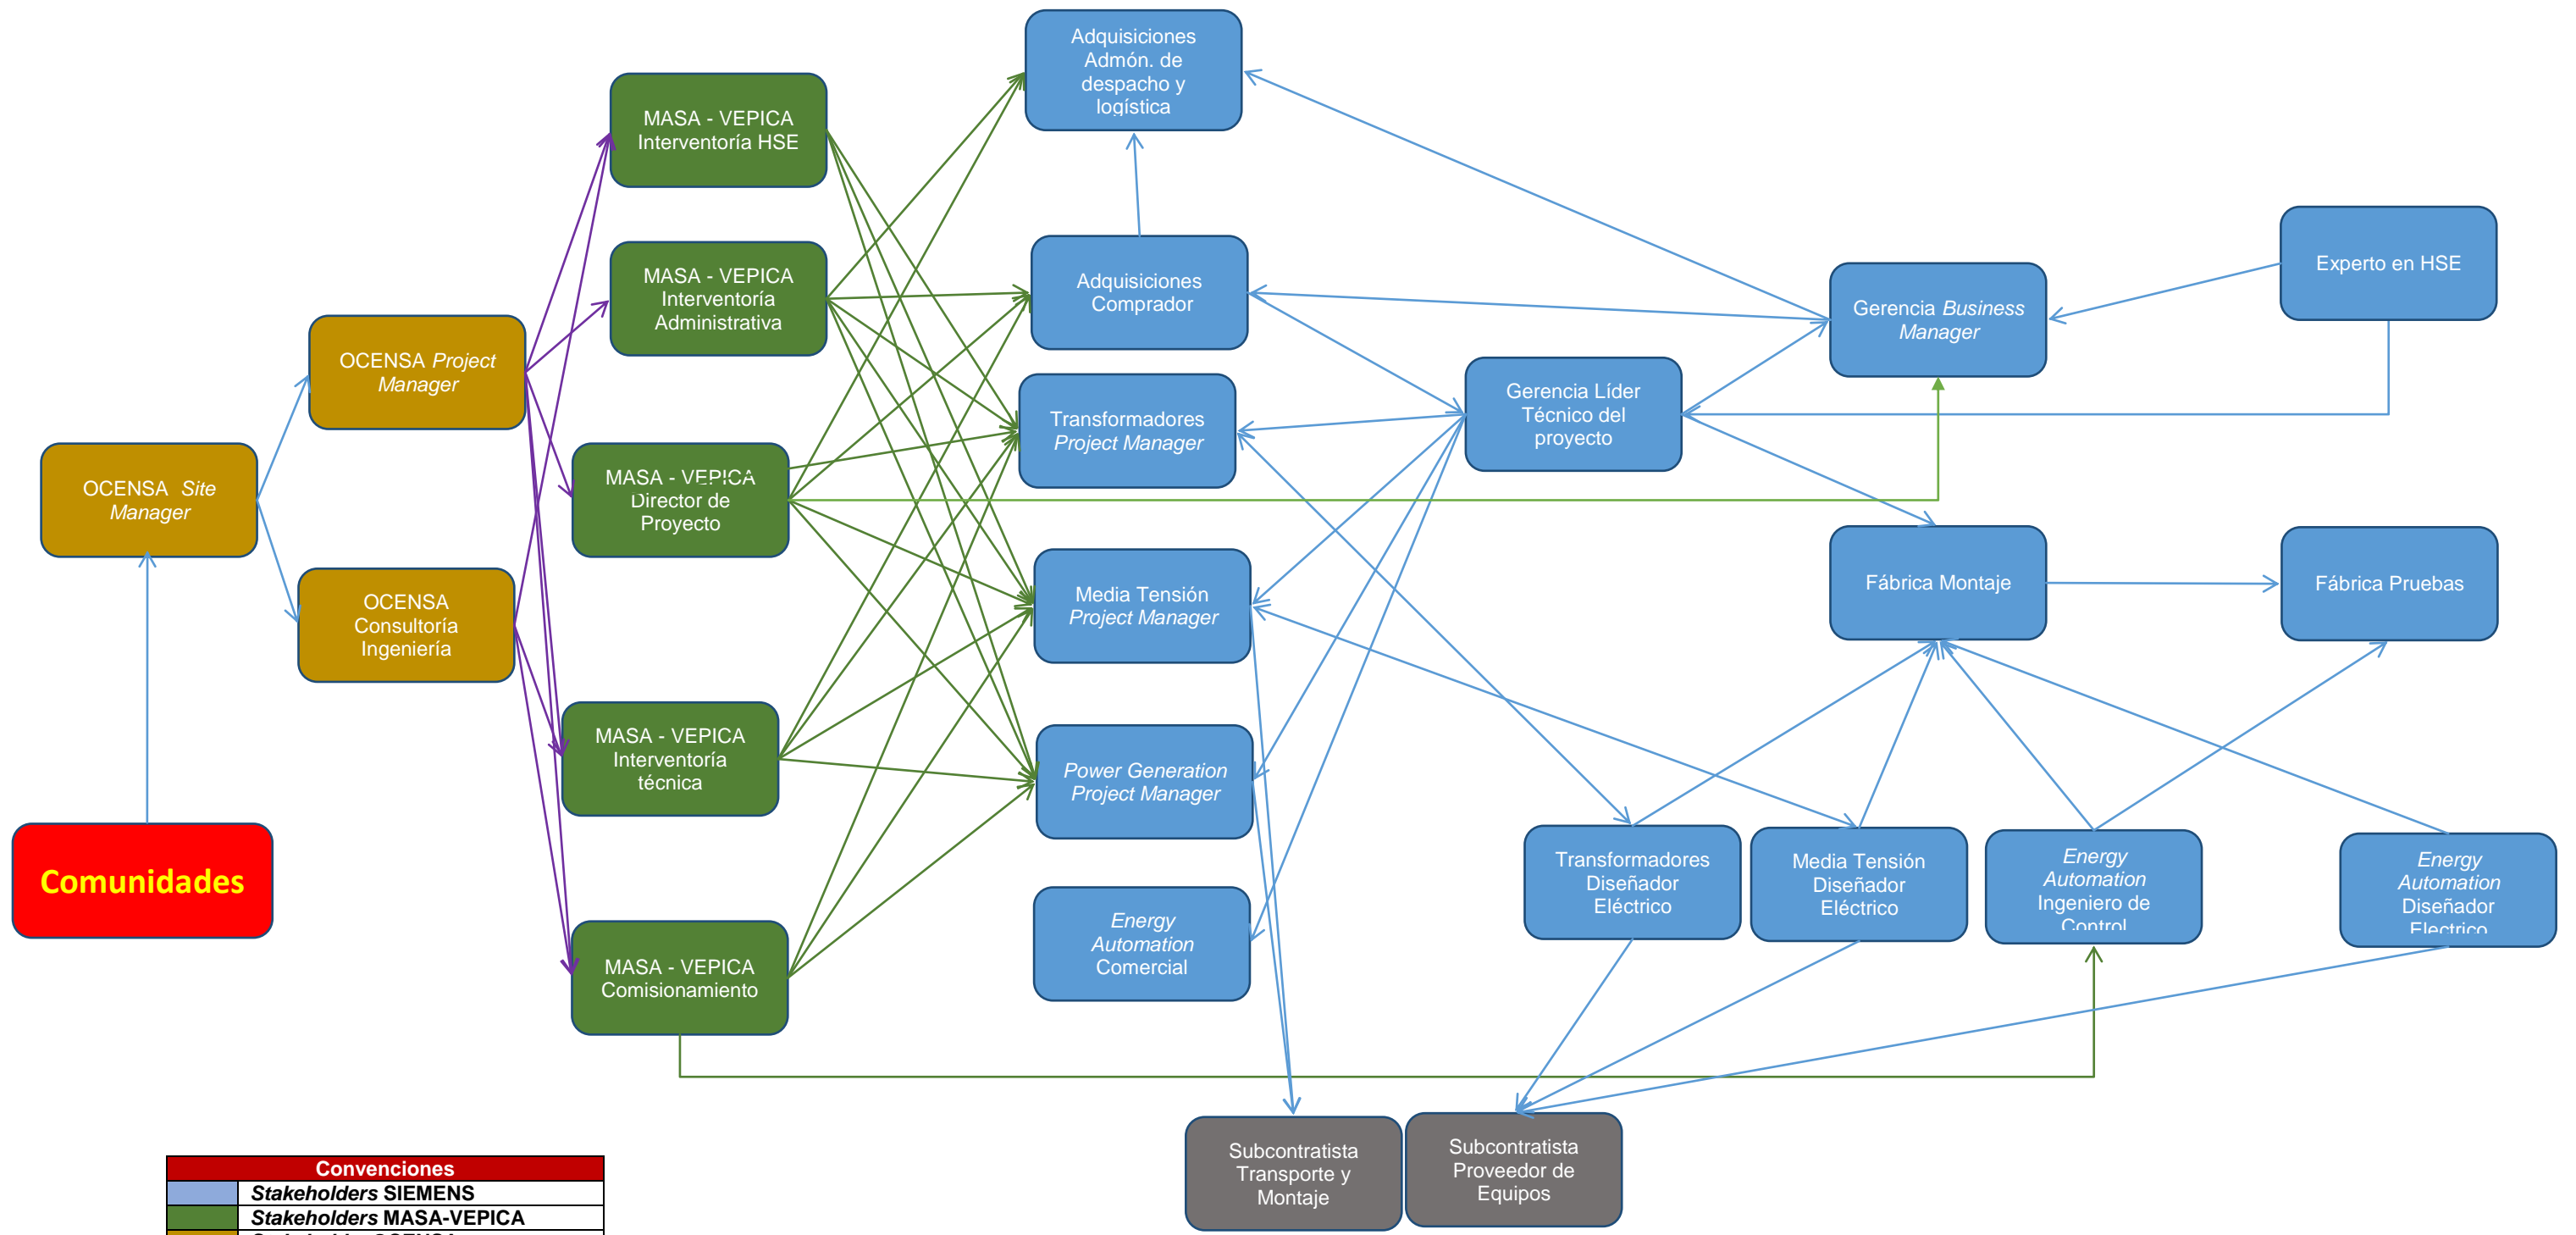 Adquisiciones
Admón. de
despacho y
logística
MASA - VEPICA
Interventoría HSE
MASA - VEPICA
Interventoría
Administrativa
Adquisiciones
Comprador
Experto en HSE
Gerencia Business
Manager
OCENSA Project
Manager
Transformadores
Project Manager
Gerencia Líder
Técnico del
proyecto
OCENSA Site
Manager
MASA - VEPICA
Director de
Proyecto
OCENSA
Consultoría
Ingeniería
Media Tensión
Project Manager
Fábrica Montaje
Fábrica Pruebas
MASA - VEPICA
Interventoría
técnica
Power Generation
Project Manager
Comunidades
Transformadores
Diseñador
Eléctrico
Media Tensión
Diseñador
Eléctrico
Energy
Automation
Ingeniero de
Control
Energy
Automation
Diseñador
Electrico
MASA - VEPICA
Comisionamiento
Energy
Automation
Comercial
Subcontratista
Transporte y
Montaje
Subcontratista
Proveedor de
Equipos
Convenciones
Stakeholders SIEMENS
Stakeholders MASA-VEPICA